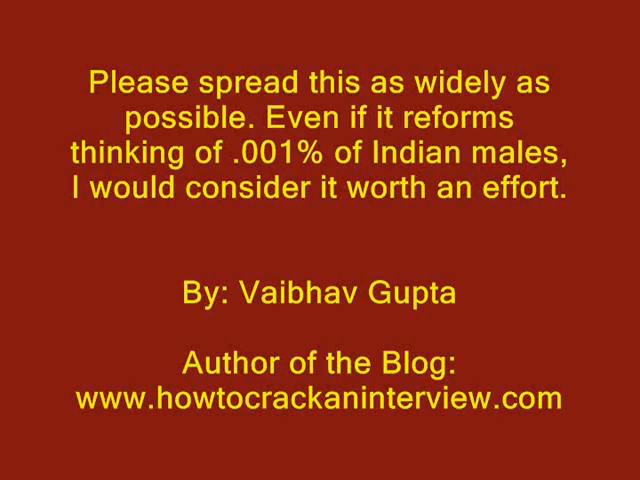 Please spread this as widely as
possible. Even if it reforms
thinking of .001% of Indian males,
I would consider it worth an effort.
By: Vaibhav Gupta
Author of the Blog:
www.howtocrackaninterview.com